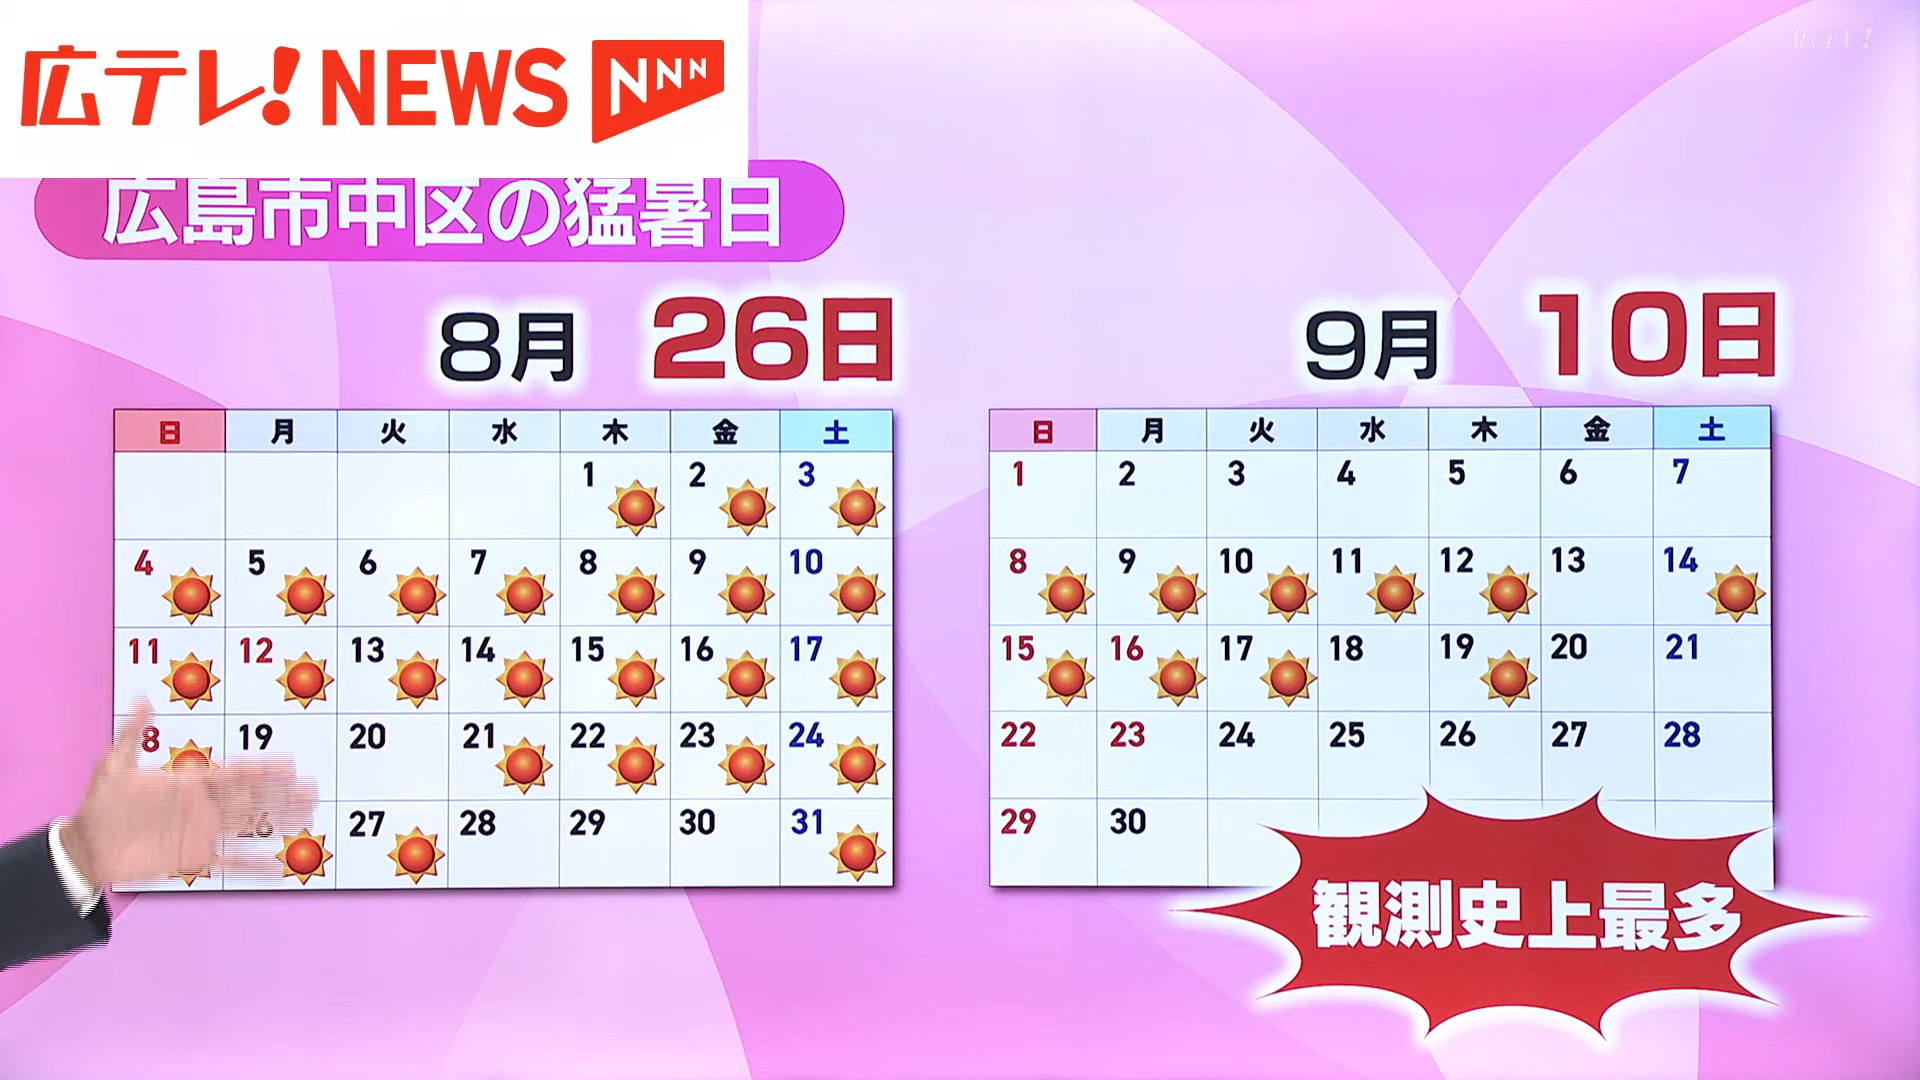 広テレ!NEWS NNN
広テレ!
広島市中区の猛暑日
8月 26日
日 月 火 水 木 金 土
1 2 3
4 5 6 7 8 9 10
11 12 13 14 15 16 17
8 19 20 21 22 23 24
26 27 28 29 30 31
9月 10日
日 月 火 水 木 金 土
1 2 3 4 5 6 7
8 9 10 11 12 13 14
15 16 17 18 19 20 21
22 23 24 25 26 27 28
29 30
観測史上最多